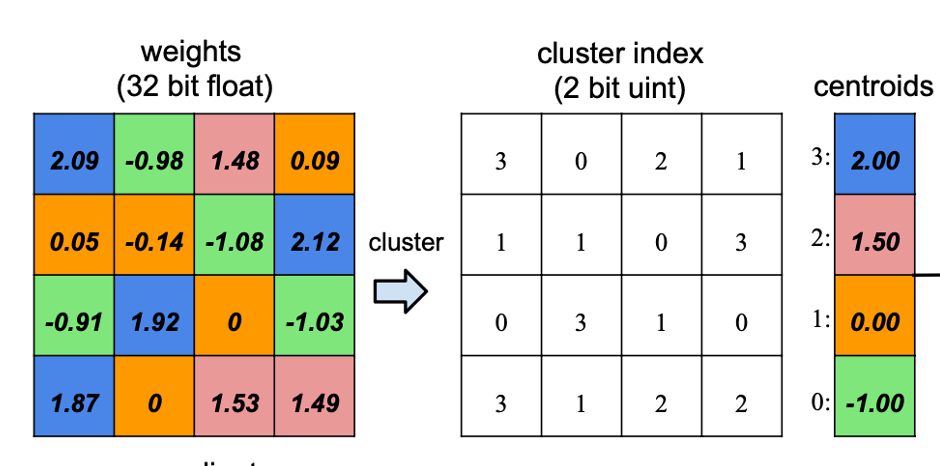 weights
(32 bit float)
cluster index
(2 bit uint)
centroids
2.09 -0.98 1.48 0.09
3 0 2 1
3: 2.00
0.05 -0.14 -1.08 2.12
cluster
1 1 0 3
2: 1.50
-0.91 1.92 0 -1.03
0 3 1 0
1: 0.00
1.87 0 1.53 1.49
3 1 2 2
0: -1.00